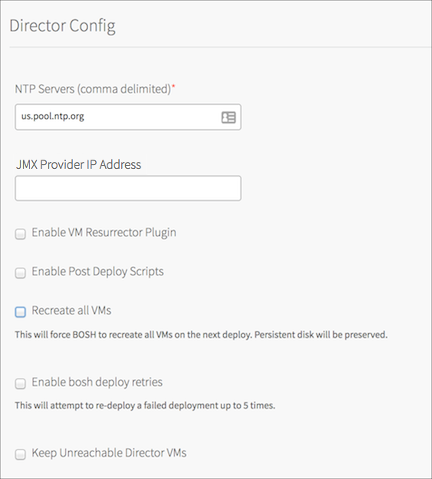 Director Config
NTP Servers (comma delimited)*
us.pool.ntp.org
JMX Provider IP Address
Enable VM Resurrector Plugin
Enable Post Deploy Scripts
Recreate all VMs
This will force BOSH to recreate all VMs on the next deploy. Persistent disk will be preserved.
Enable bosh deploy retries
This will attempt to re-deploy a failed deployment up to 5 times.
Keep Unreachable Director VMs